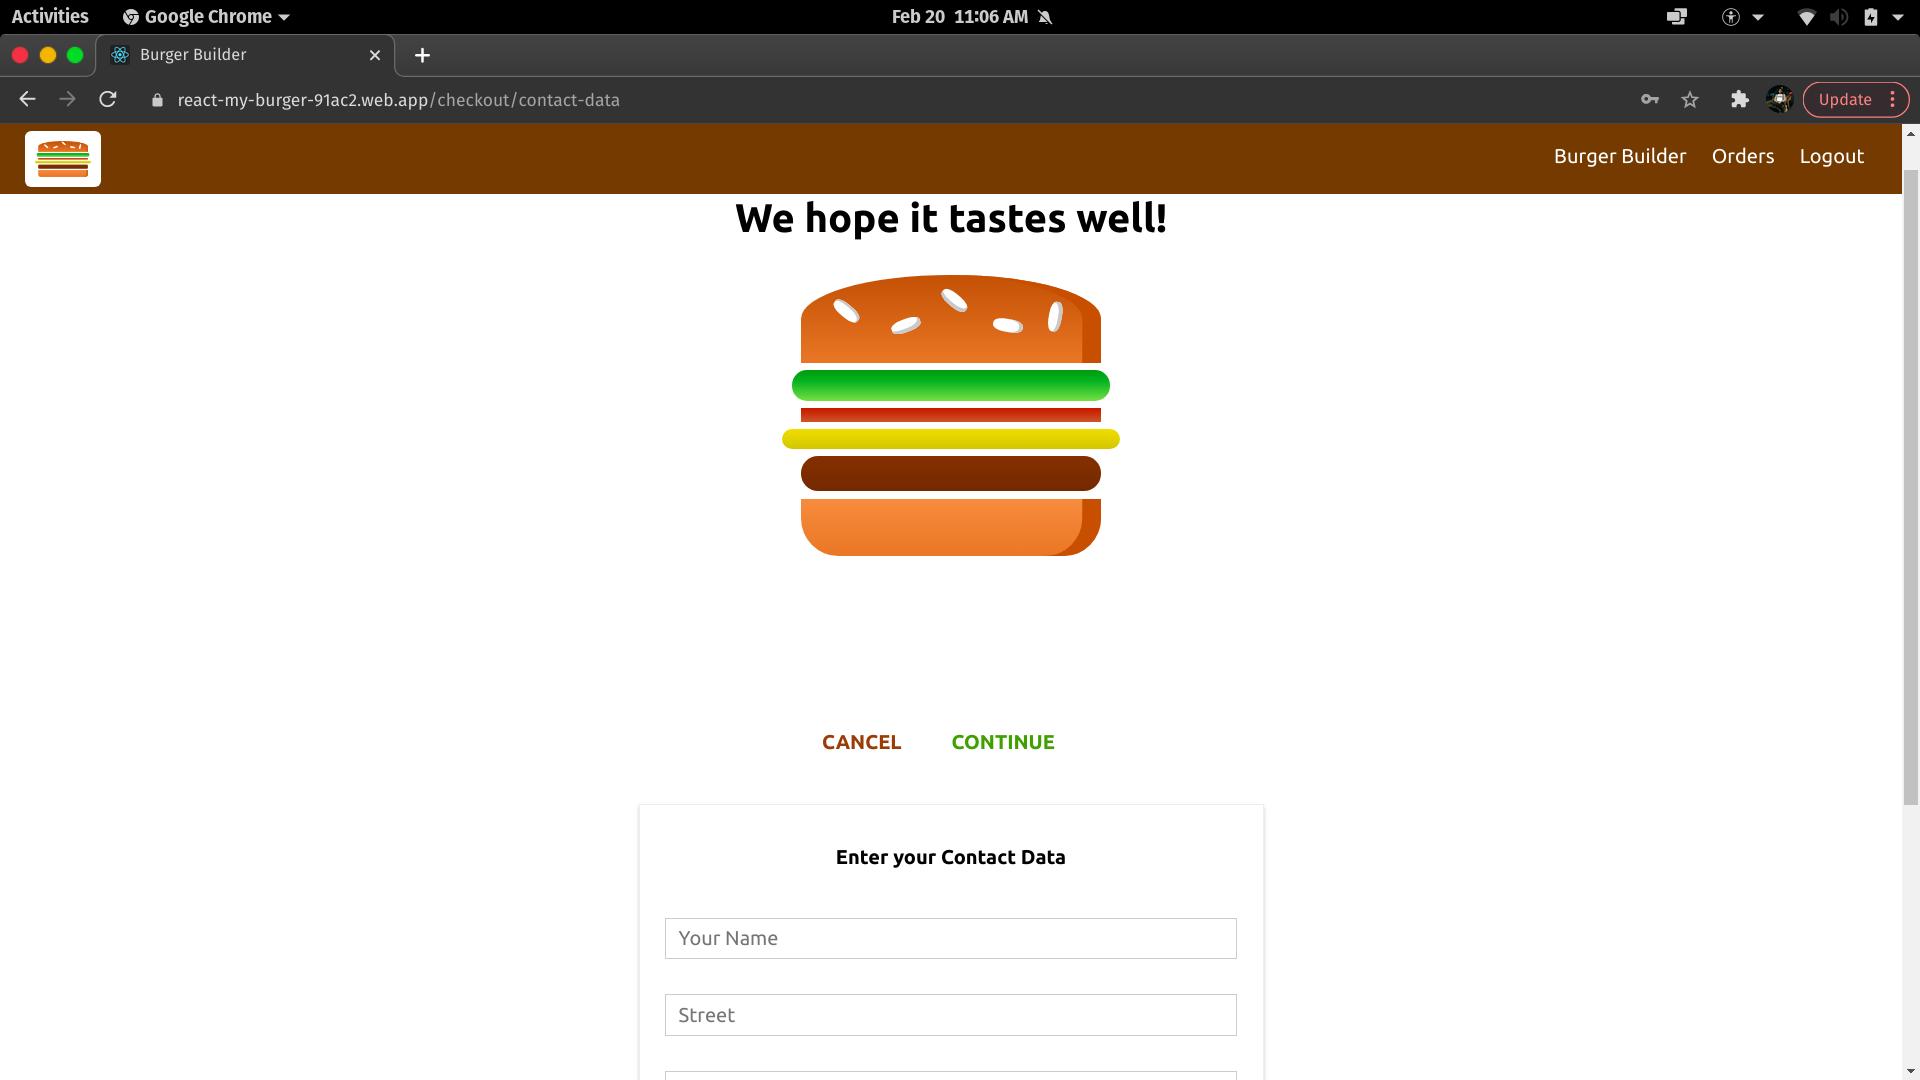 Activities Google Chrome Feb 20 11:06 AM
Burger Builder
react-my-burger-91ac2.web.app/checkout/contact-data Update
Burger Builder Orders Logout
We hope it tastes well!
CANCEL CONTINUE
Enter your Contact Data
Your Name
Street